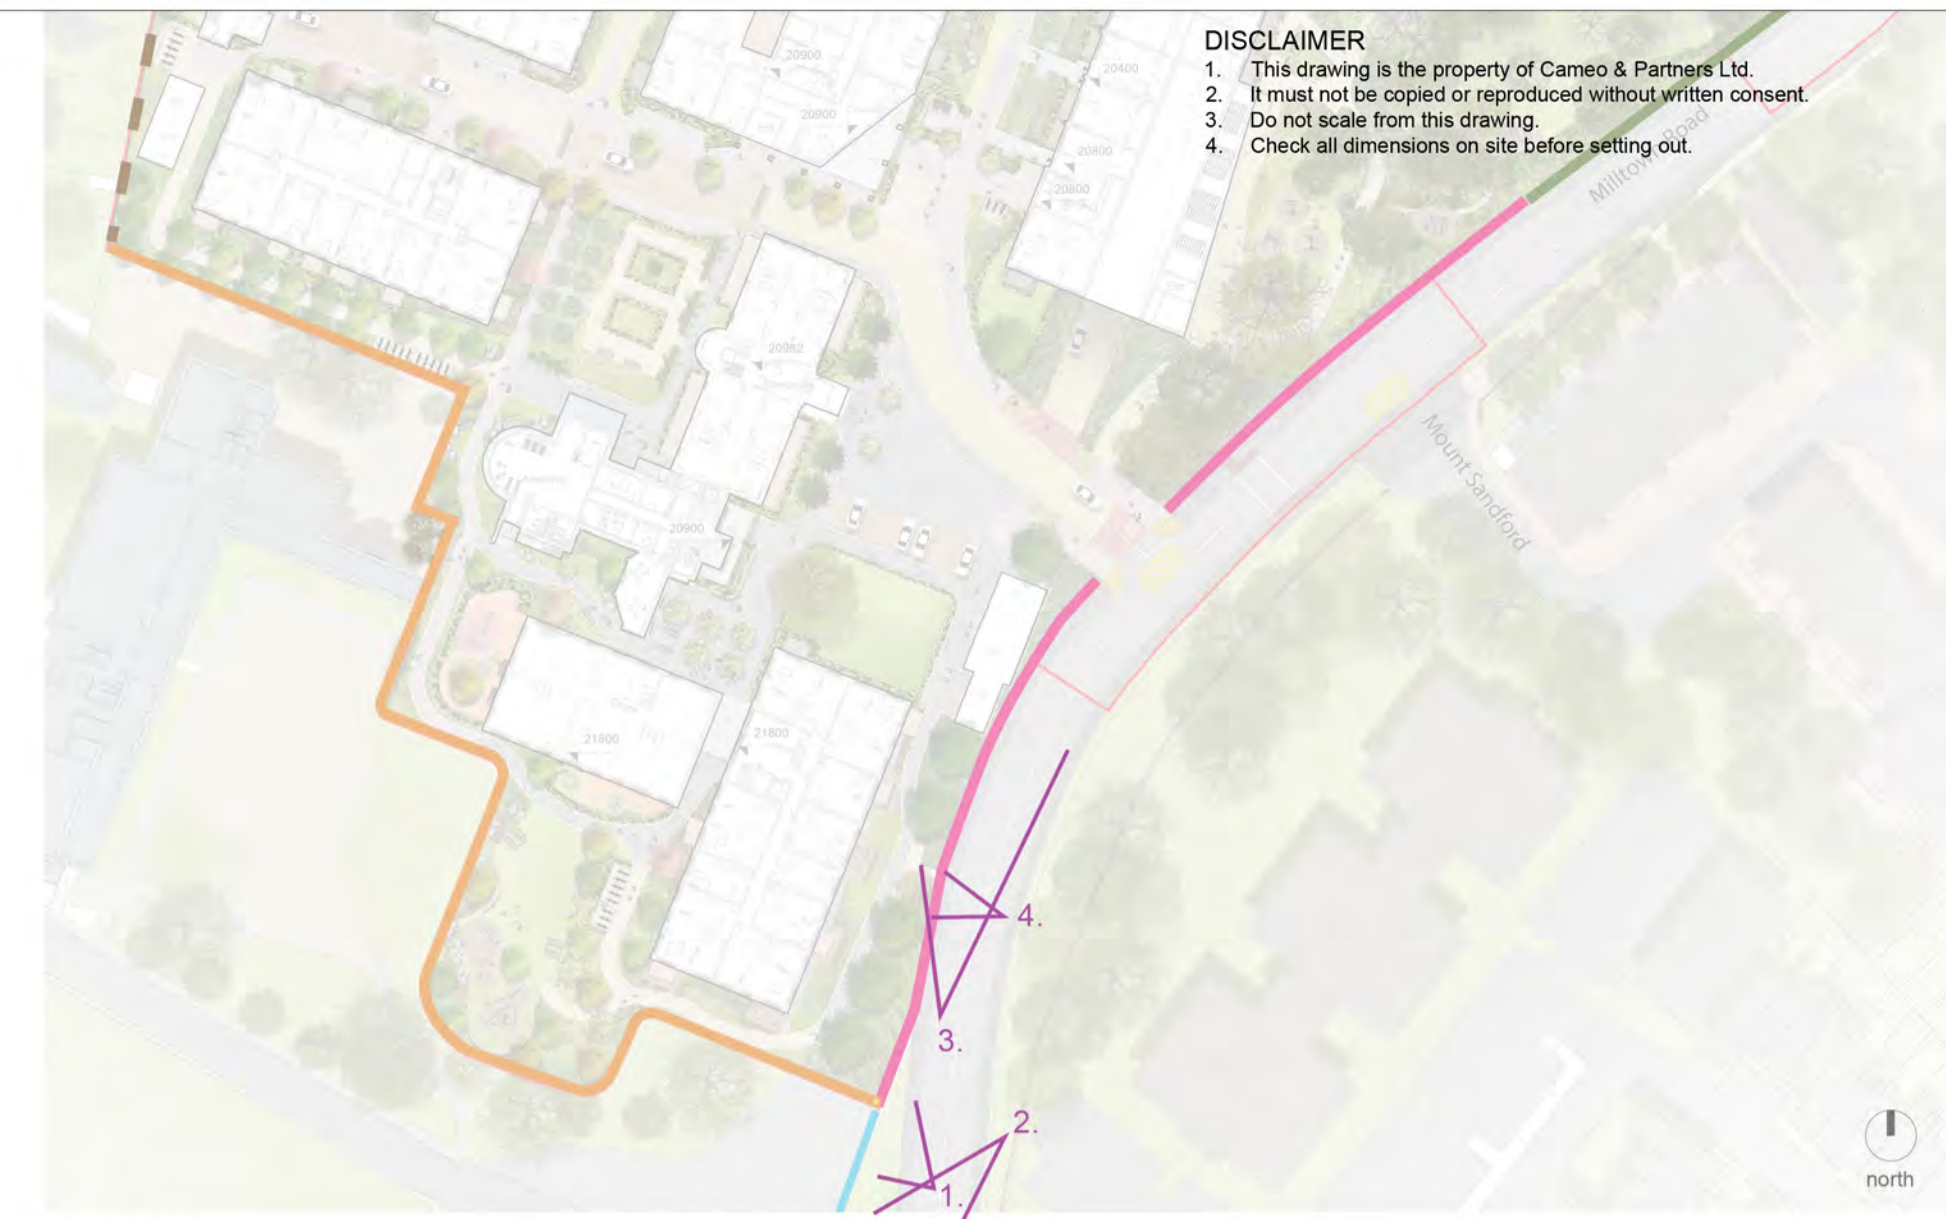 DISCLAIMER
1. This drawing is the property of Cameo & Partners Ltd.
2. It must not be copied or reproduced without written consent.
3. Do not scale from this drawing.
4. Check all dimensions on site before setting out.
20900
20400
20900
20800
20800
Milltown Road
20982
Mount Sandford
20900
21800
21800
4.
3.
2.
1.
north